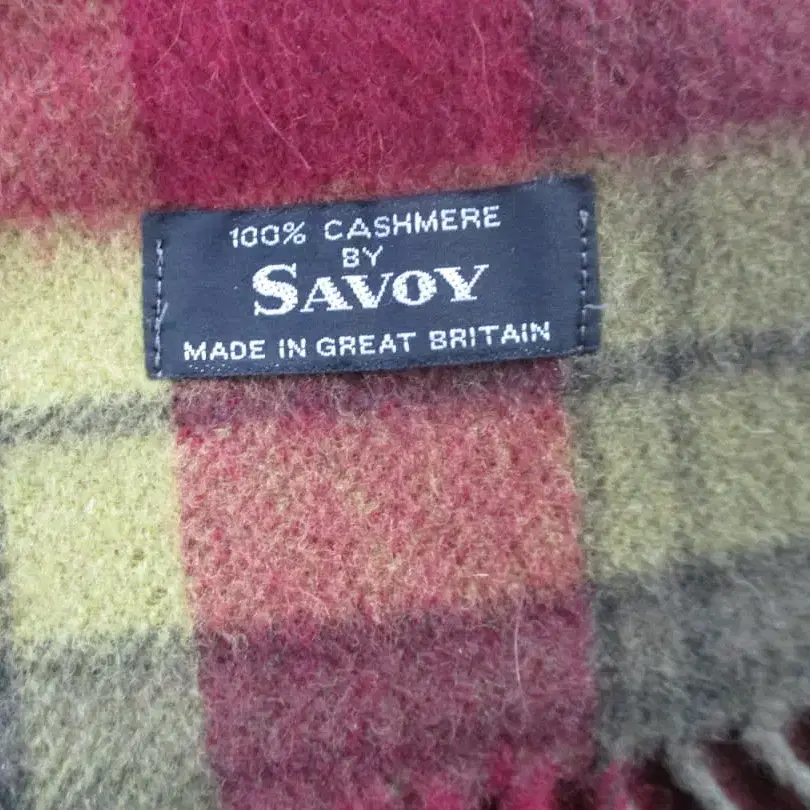 100% CASHMERE
BY
SAVOY
MADE IN GREAT BRITAIN